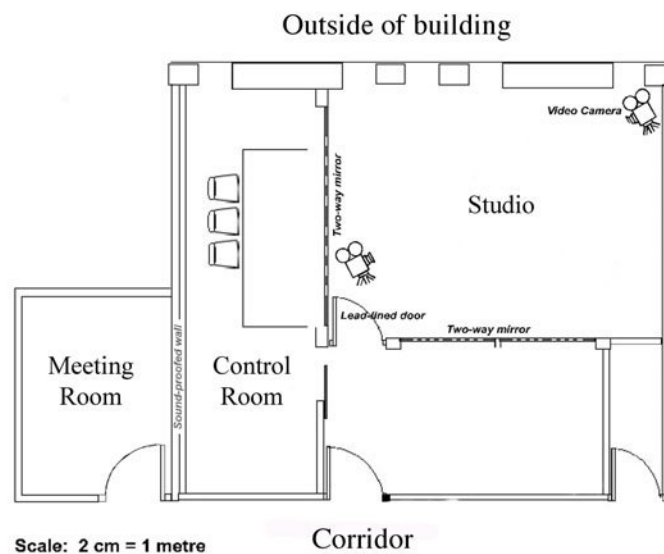 Outside of building
Video Camera
Two-way mirror
Studio
Lead-lined door
Two-way mirror
Meeting
Room
Sound-proofed wall
Control
Room
Scale: 2 cm = 1 metre
Corridor